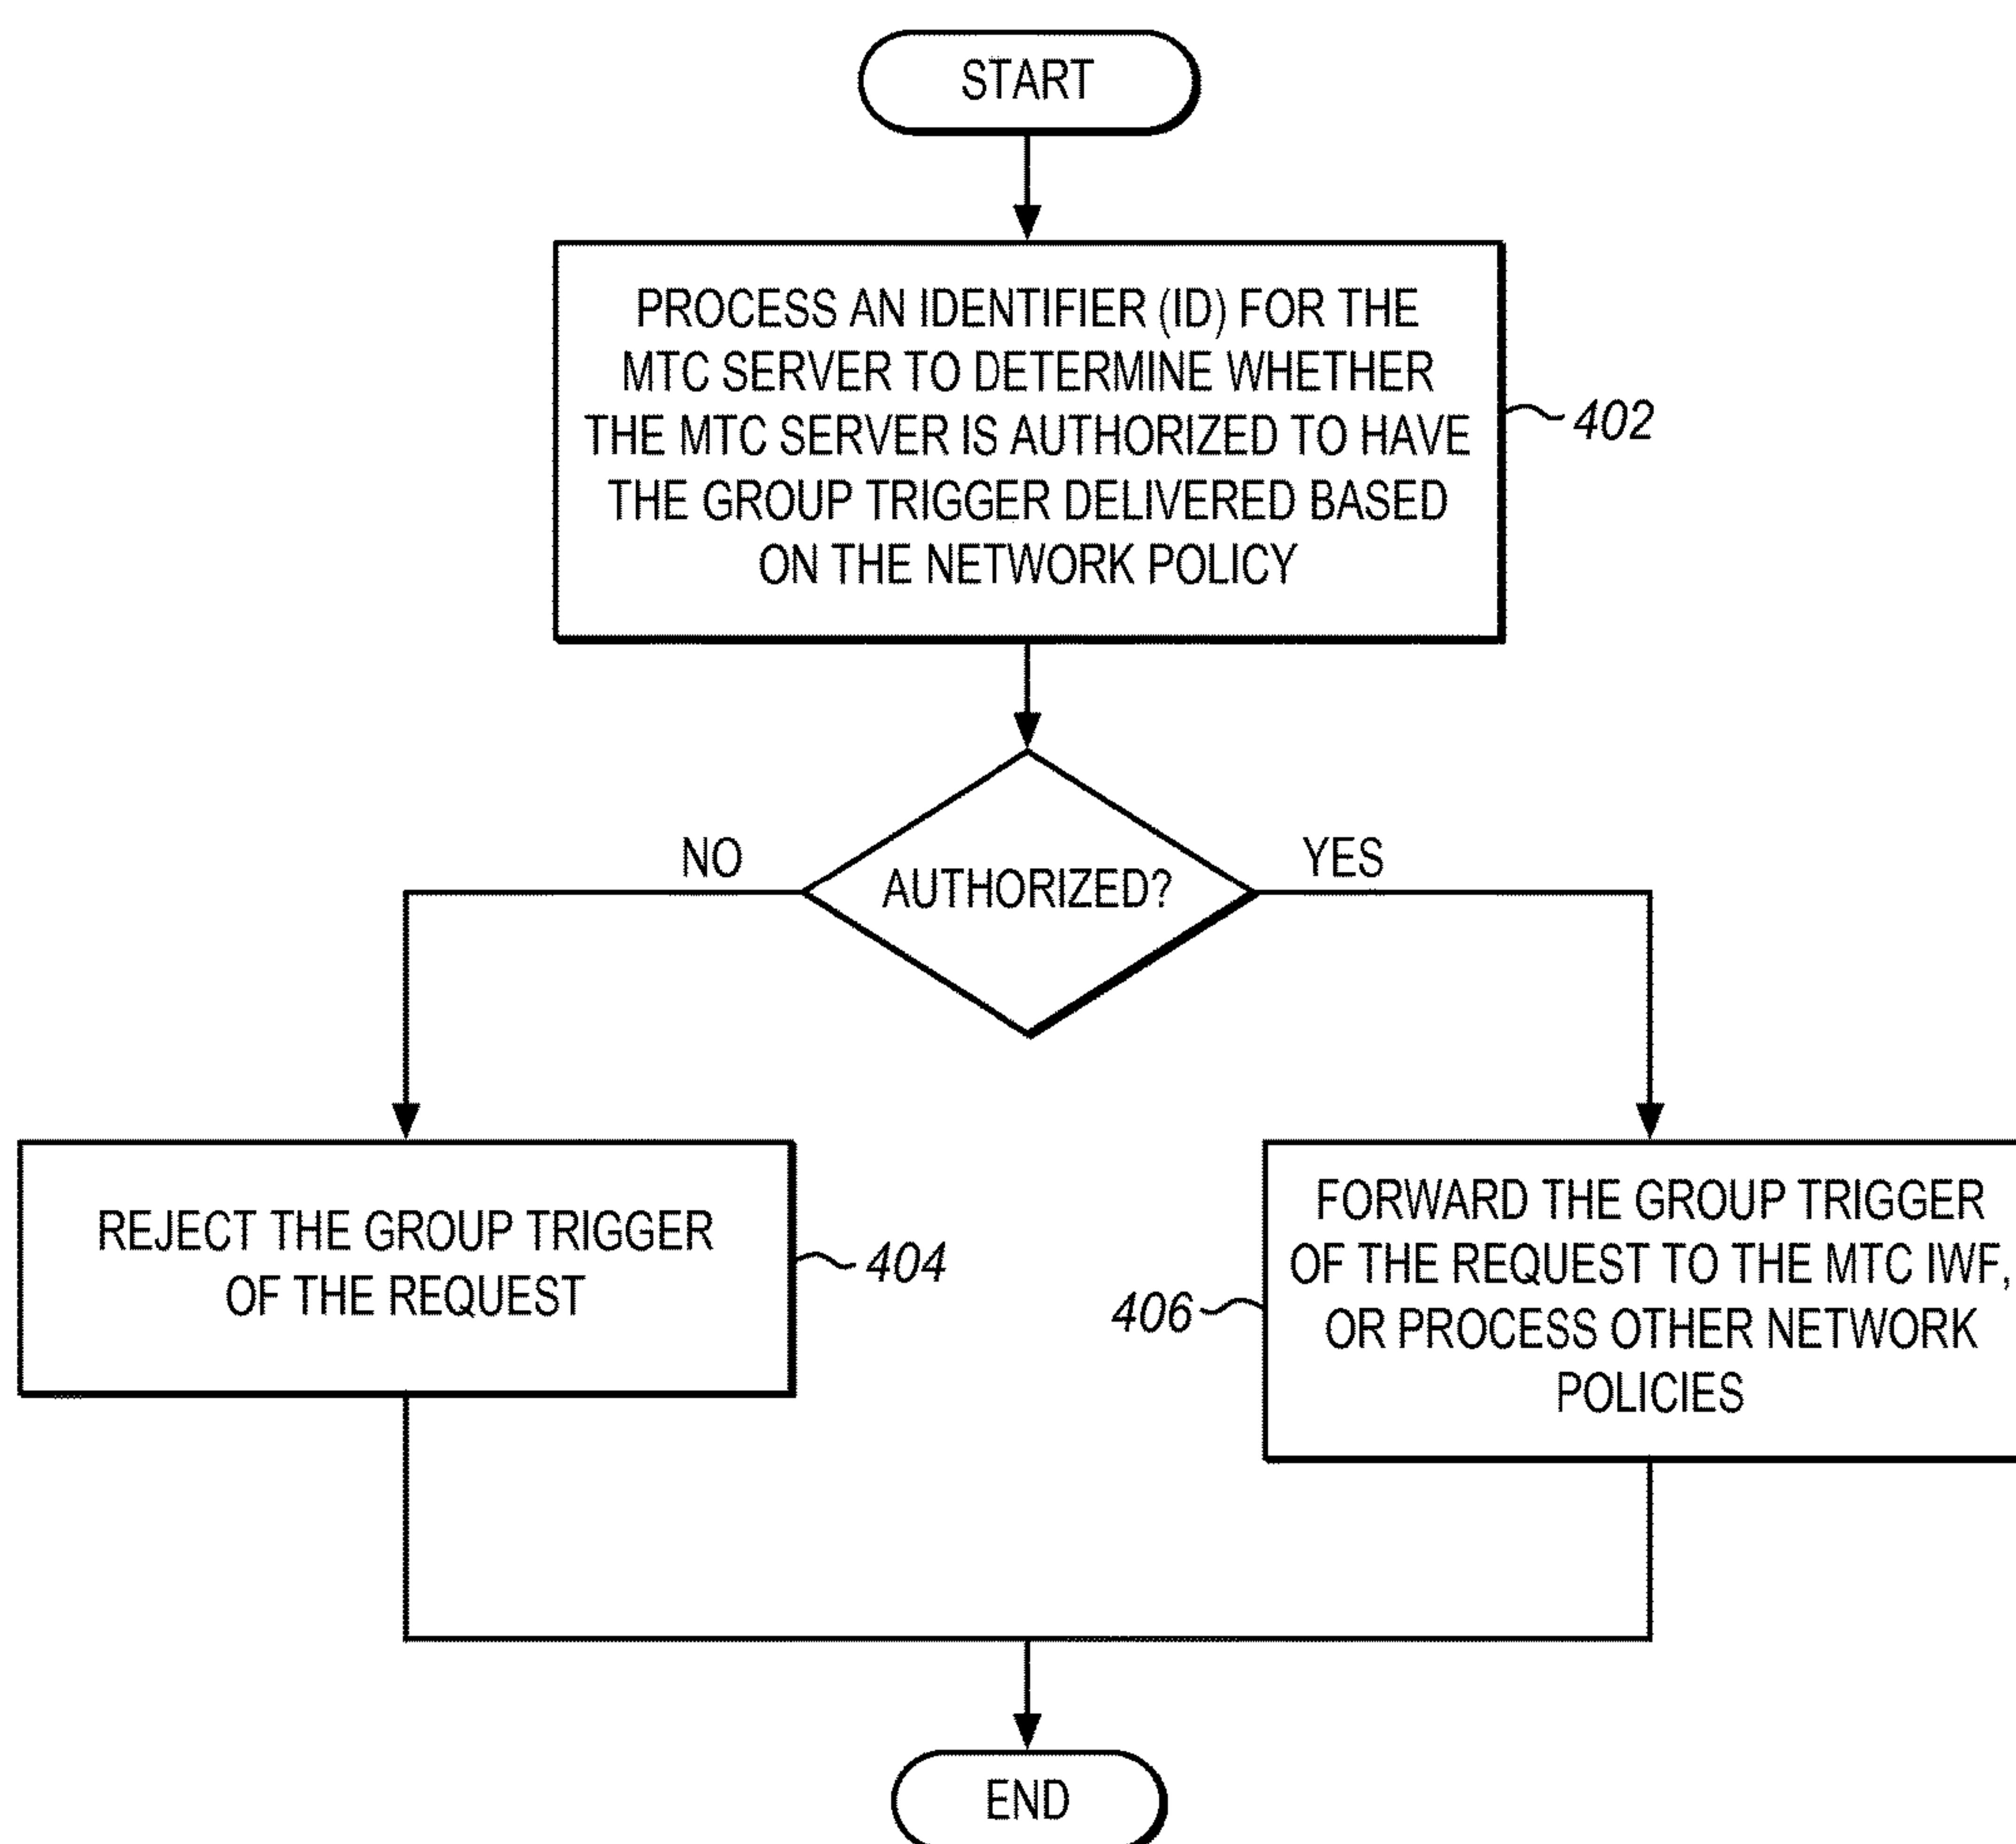 START
PROCESS AN IDENTIFIER (ID) FOR THE
MTC SERVER TO DETERMINE WHETHER
THE MTC SERVER IS AUTHORIZED TO HAVE
THE GROUP TRIGGER DELIVERED BASED
ON THE NETWORK POLICY
402
AUTHORIZED?
NO
YES
REJECT THE GROUP TRIGGER
OF THE REQUEST
404
FORWARD THE GROUP TRIGGER
OF THE REQUEST TO THE MTC IWF,
OR PROCESS OTHER NETWORK
POLICIES
406
END